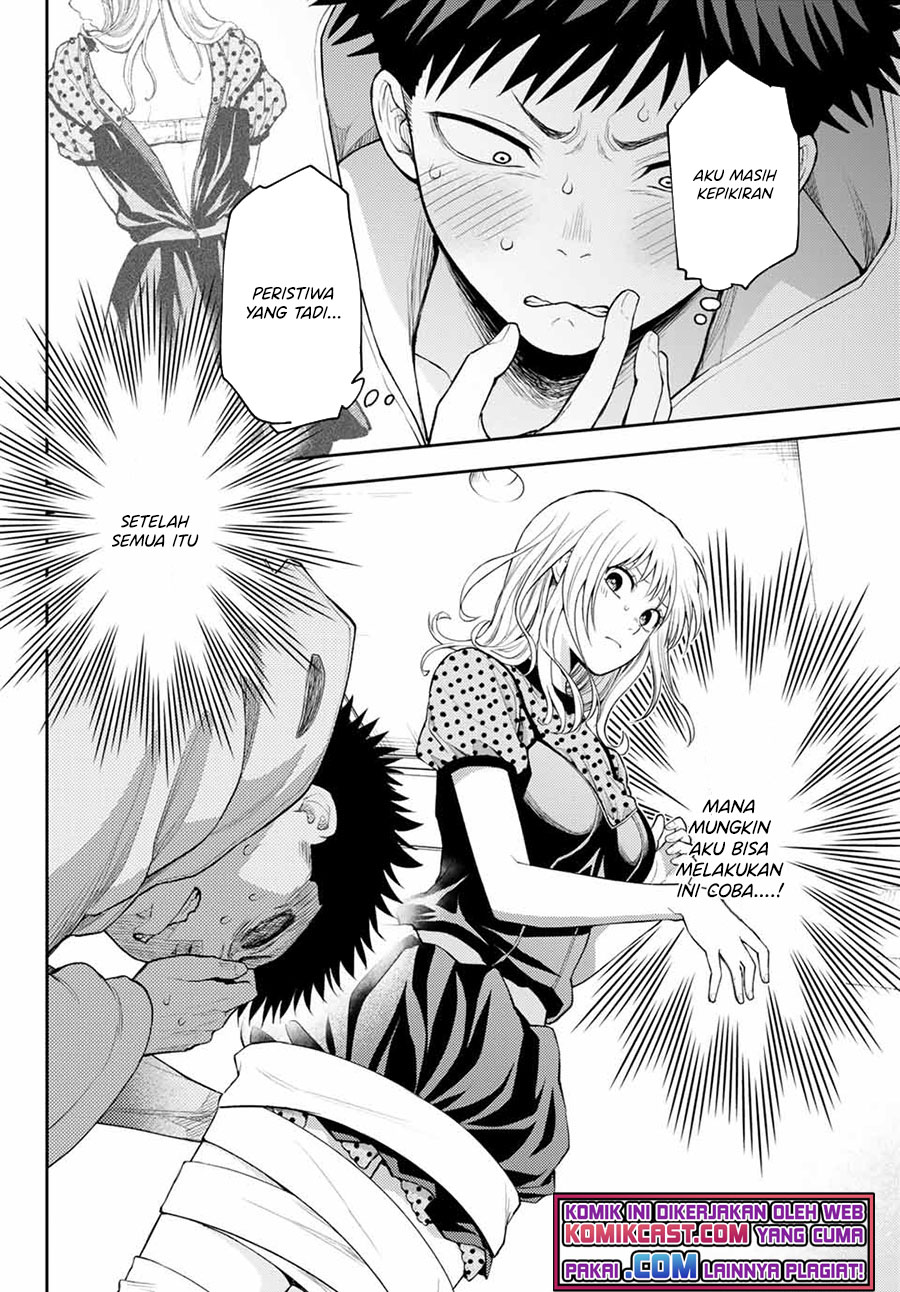 AKU MASIH
KEPIKIRAN
PERISTIWA
YANG TADI...
SETELAH
SEMUA ITU
MANA
MUNGKIN
AKU BISA
MELAKUKAN
INI-COBA....!
KOMIK INI DIKERJAKAN OLEH WEB
KOMIKCAST.COM YANG CUMA
PAKAI .COM LAINNYA PLAGIAT!